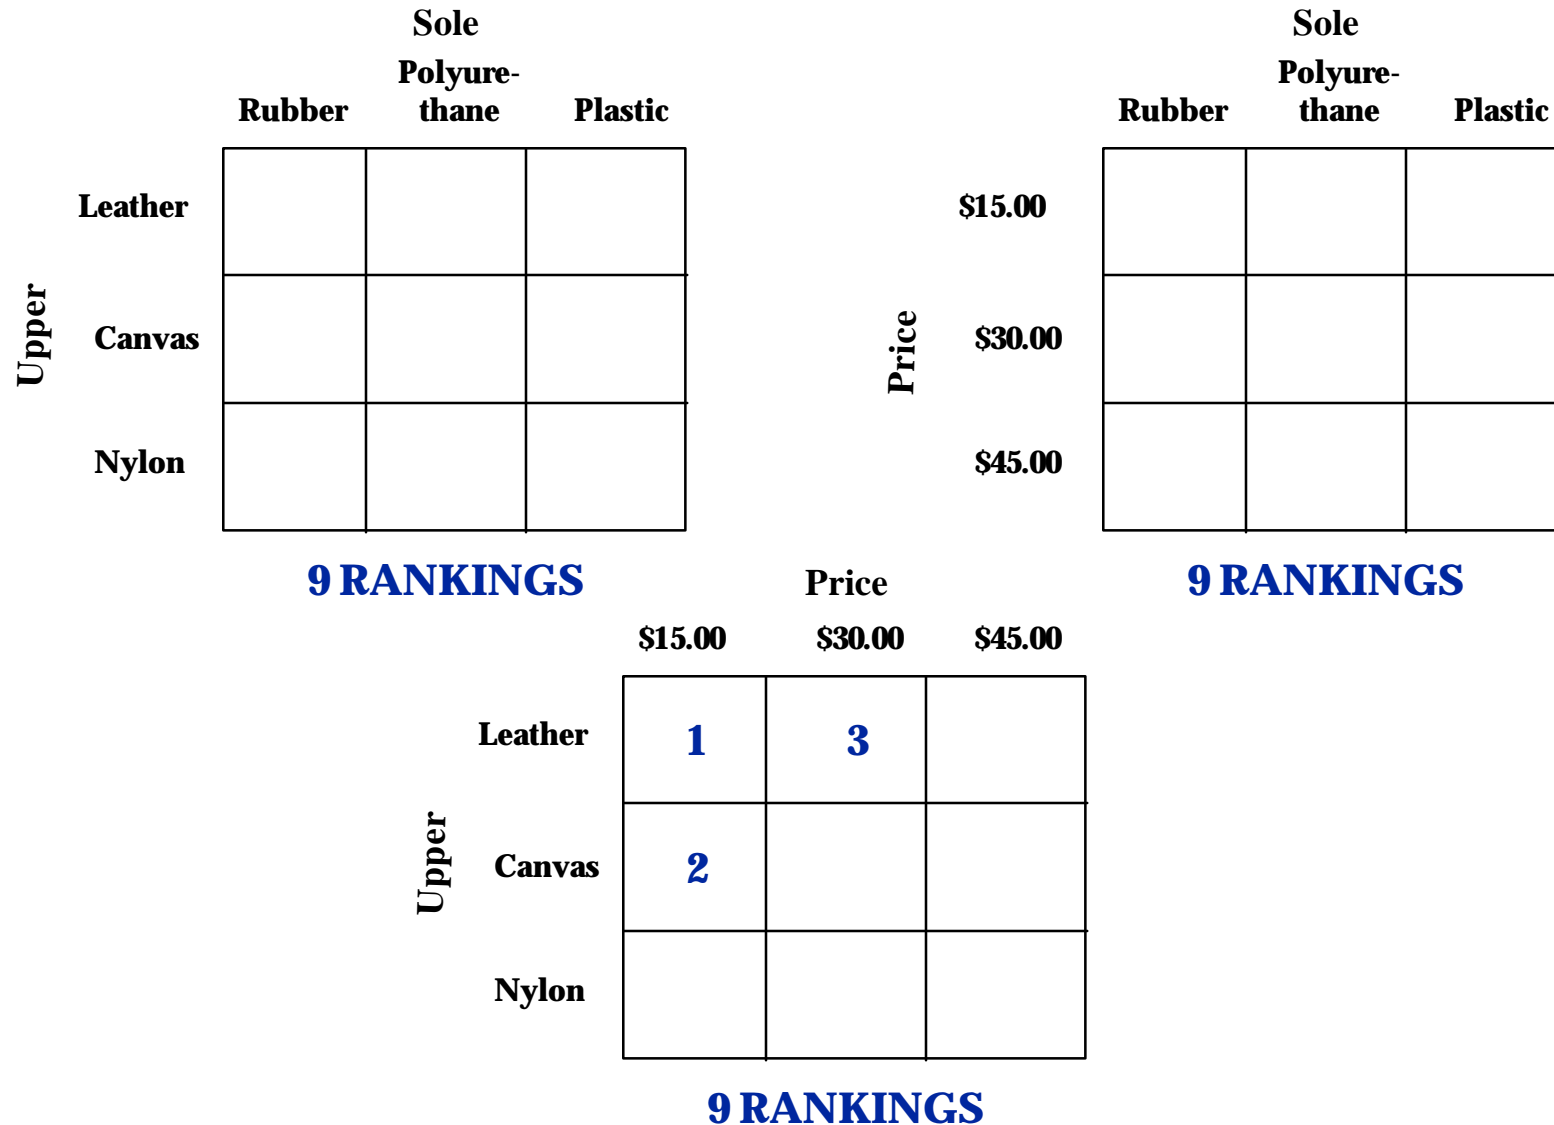 Sole
Polyure-
Rubber thane Plastic
Upper
Leather
Canvas
Nylon
9 RANKINGS
Sole
Polyure-
Rubber thane Plastic
Price
$15.00
$30.00
$45.00
9 RANKINGS
Price
$15.00 $30.00 $45.00
Upper
Leather 1 3
Canvas 2
Nylon
9 RANKINGS